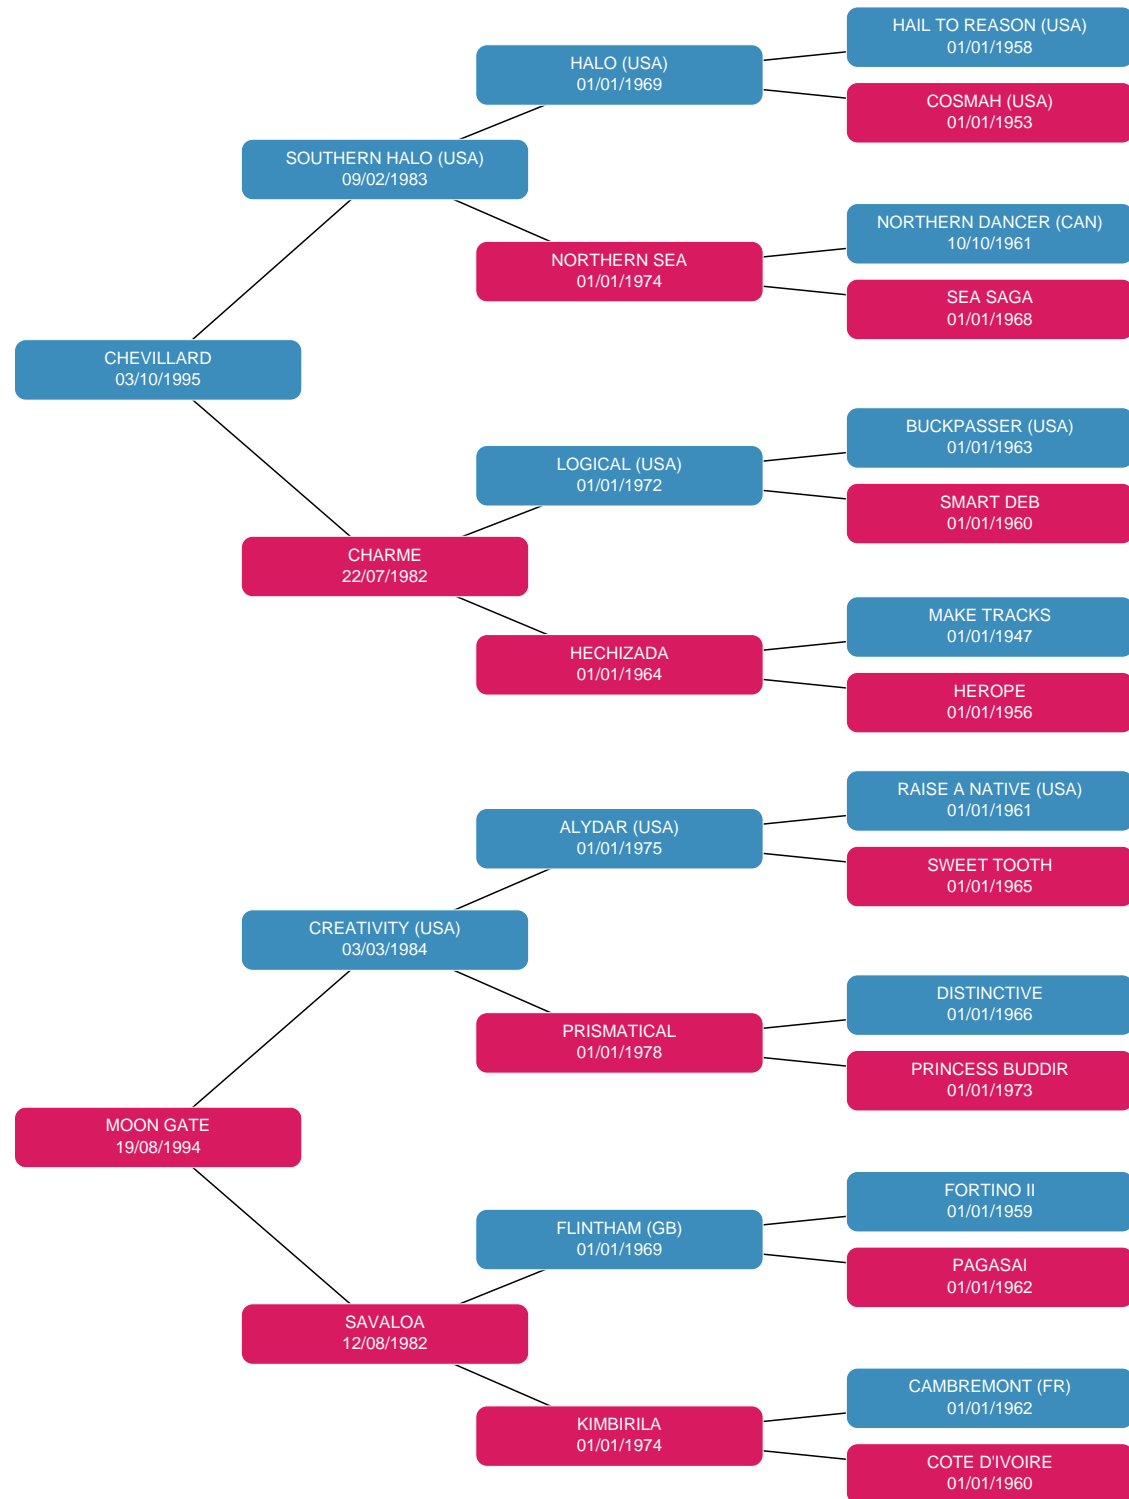 HAIL TO REASON (USA)
01/01/1958
HALO (USA)
01/01/1969
COSMAH (USA)
01/01/1953
SOUTHERN HALO (USA)
09/02/1983
NORTHERN DANCER (CAN)
10/10/1961
NORTHERN SEA
01/01/1974
SEA SAGA
01/01/1968
CHEVILLARD
03/10/1995
BUCKPASSER (USA)
01/01/1963
LOGICAL (USA)
01/01/1972
SMART DEB
01/01/1960
CHARME
22/07/1982
MAKE TRACKS
01/01/1947
HECHIZADA
01/01/1964
HEROPE
01/01/1956
RAISE A NATIVE (USA)
01/01/1961
ALYDAR (USA)
01/01/1975
SWEET TOOTH
01/01/1965
CREATIVITY (USA)
03/03/1984
DISTINCTIVE
01/01/1966
PRISMATICAL
01/01/1978
PRINCESS BUDDIR
01/01/1973
MOON GATE
19/08/1994
FORTINO II
01/01/1959
FLINTHAM (GB)
01/01/1969
PAGASAI
01/01/1962
SAVALOA
12/08/1982
CAMBREMONT (FR)
01/01/1962
KIMBIRILA
01/01/1974
COTE D'IVOIRE
01/01/1960